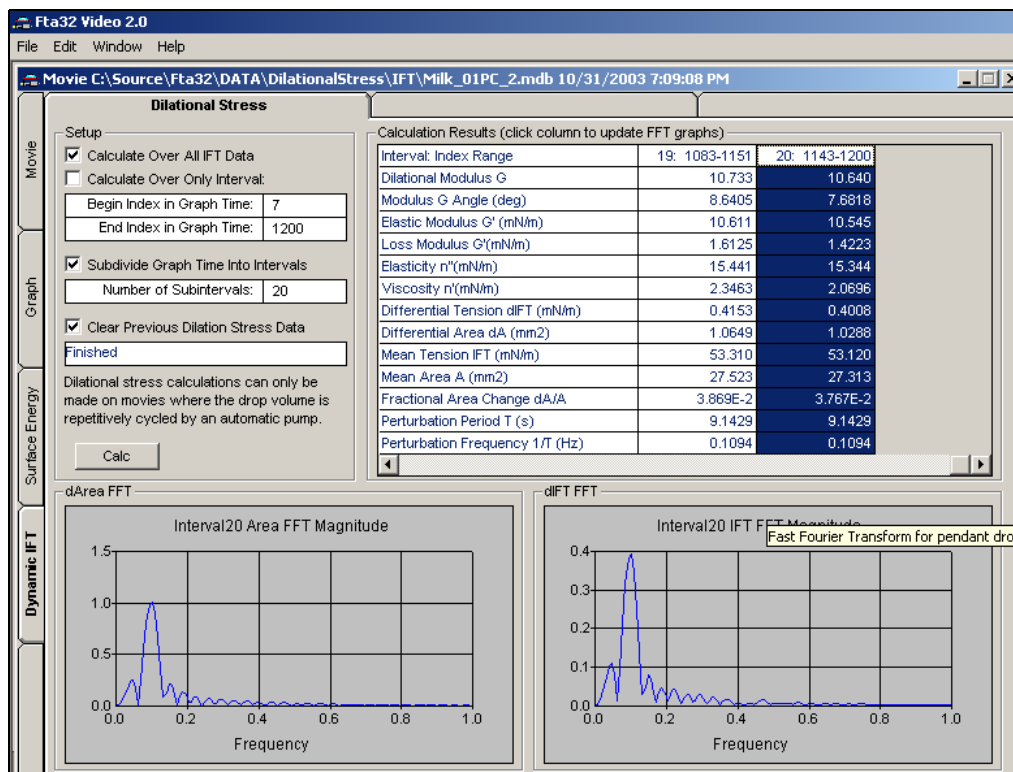 Fta32 Video 2.0
File Edit Window Help
Movie C:\Source\Fta32\DATA\DilationalStress\IFT\Milk_01PC_2.mdb 10/31/2003 7:09:08 PM
Movie
Graph
Surface Energy
Dynamic IFT
Dilational Stress
Setup
Calculate Over All IFT Data
Calculate Over Only Interval:
Begin Index in Graph Time: 7
End Index in Graph Time: 1200
Subdivide Graph Time Into Intervals
Number of Subintervals: 20
Clear Previous Dilation Stress Data
Finished
Dilational stress calculations can only be
made on movies where the drop volume is
repetitively cycled by an automatic pump.
Calc
Calculation Results (click column to update FFT graphs)
Interval: Index Range 19: 1083-1151 20: 1143-1200
Dilational Modulus G 10.733 10.640
Modulus G Angle (deg) 8.6405 7.6818
Elastic Modulus G' (mN/m) 10.611 10.545
Loss Modulus G'(mN/m) 1.6125 1.4223
Elasticity n"(mN/m) 15.441 15.344
Viscosity n'(mN/m) 2.3463 2.0696
Differential Tension dIFT (mN/m) 0.4153 0.4008
Differential Area dA (mm2) 1.0649 1.0288
Mean Tension IFT (mN/m) 53.310 53.120
Mean Area A (mm2) 27.523 27.313
Fractional Area Change dA/A 3.869E-2 3.767E-2
Perturbation Period T (s) 9.1429 9.1429
Perturbation Frequency 1/T (Hz) 0.1094 0.1094
dArea FFT
Interval20 Area FFT Magnitude
1.5
1.0
0.5
0.0
0.0 0.2 0.4 0.6 0.8 1.0
Frequency
dIFT FFT
Interval20 IFT FFT Magnitude
Fast Fourier Transform for pendant dro
0.4
0.3
0.2
0.1
0.0
0.0 0.2 0.4 0.6 0.8 1.0
Frequency